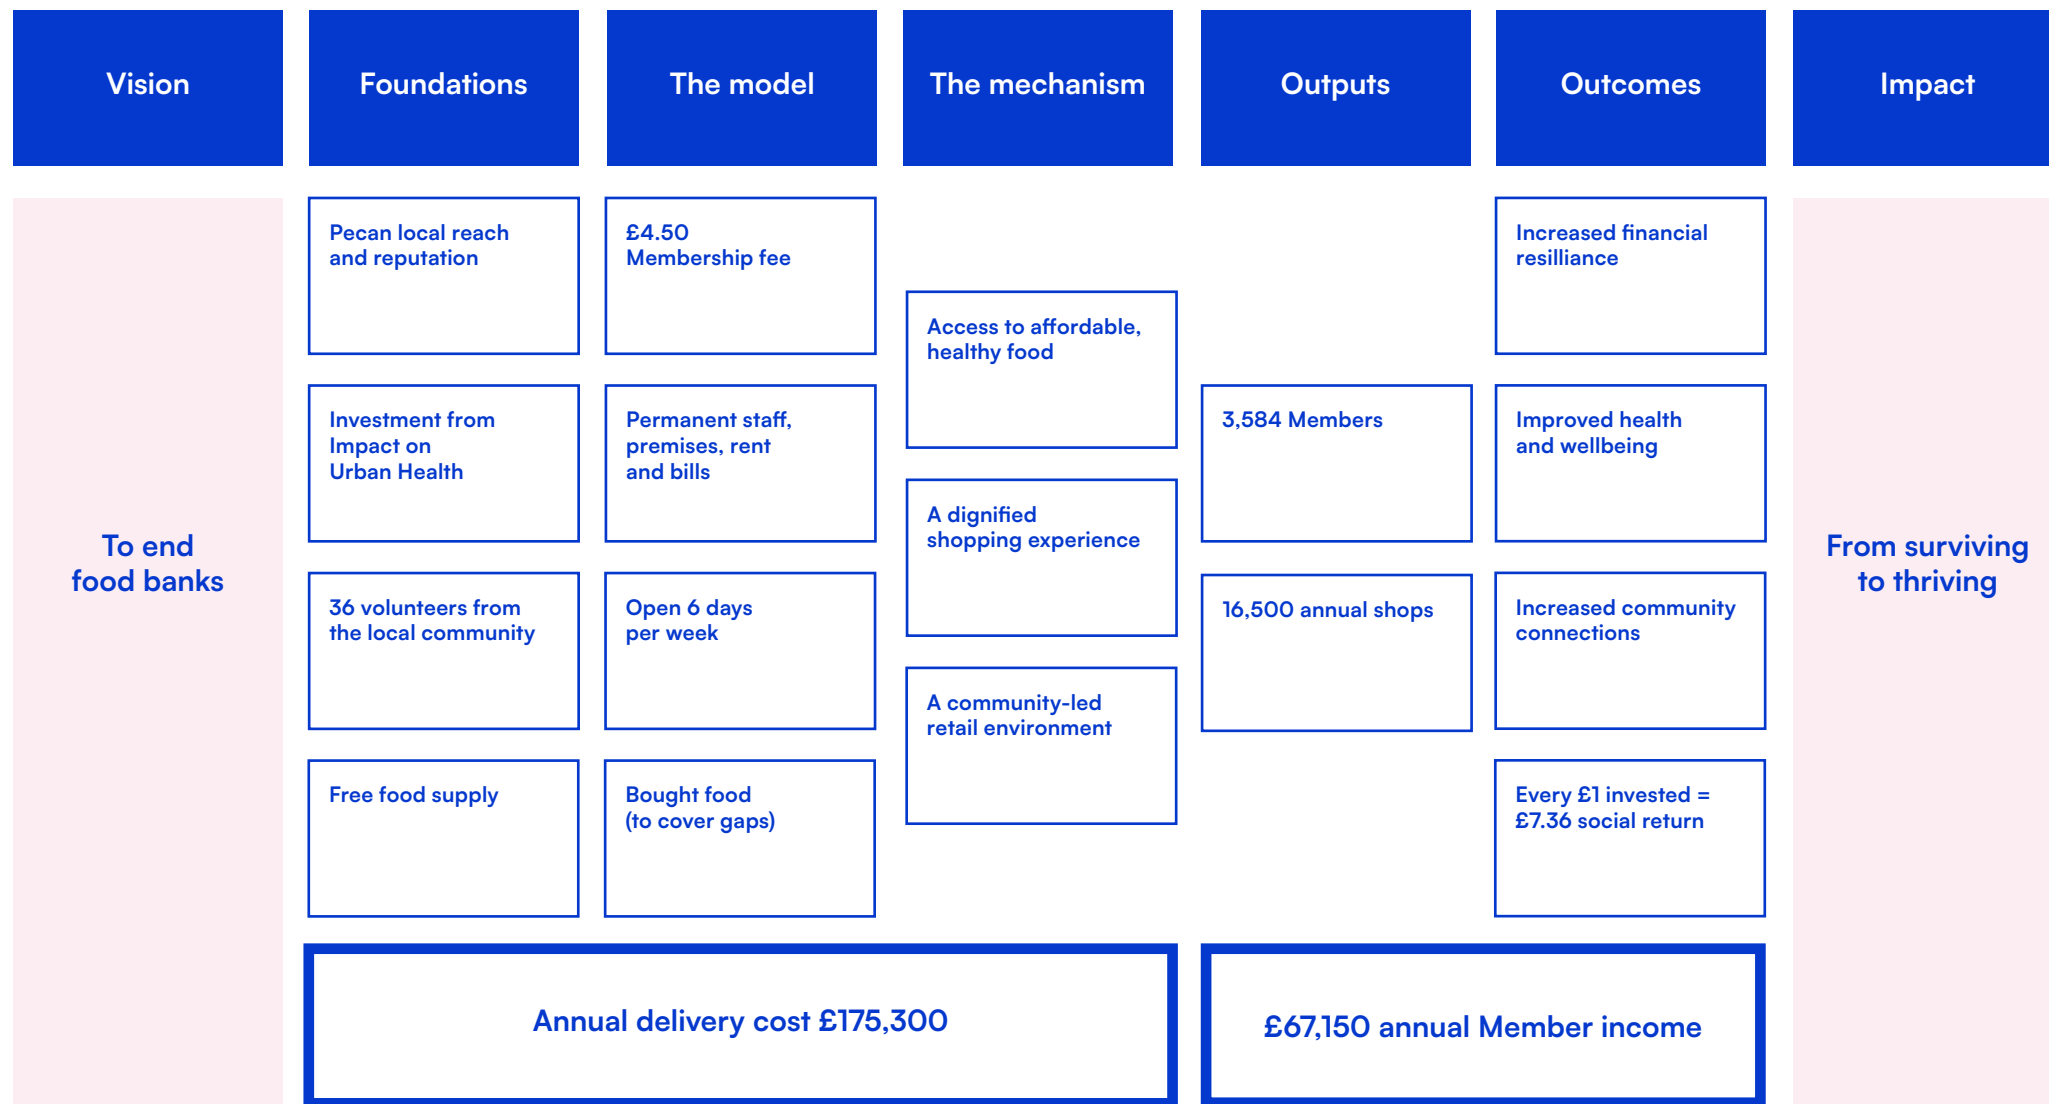 Vision
Foundations
The model
The mechanism
Outputs
Outcomes
Impact
To end
food banks
Pecan local reach
and reputation
Investment from
Impact on
Urban Health
36 volunteers from
the local community
Free food supply
£4.50
Membership fee
Permanent staff,
premises, rent
and bills
Open 6 days
per week
Bought food
(to cover gaps)
Access to affordable,
healthy food
A dignified
shopping experience
A community-led
retail environment
3,584 Members
16,500 annual shops
Increased financial
resilliance
Improved health
and wellbeing
Increased community
connections
Every £1 invested =
£7.36 social return
From surviving
to thriving
Annual delivery cost £175,300
£67,150 annual Member income